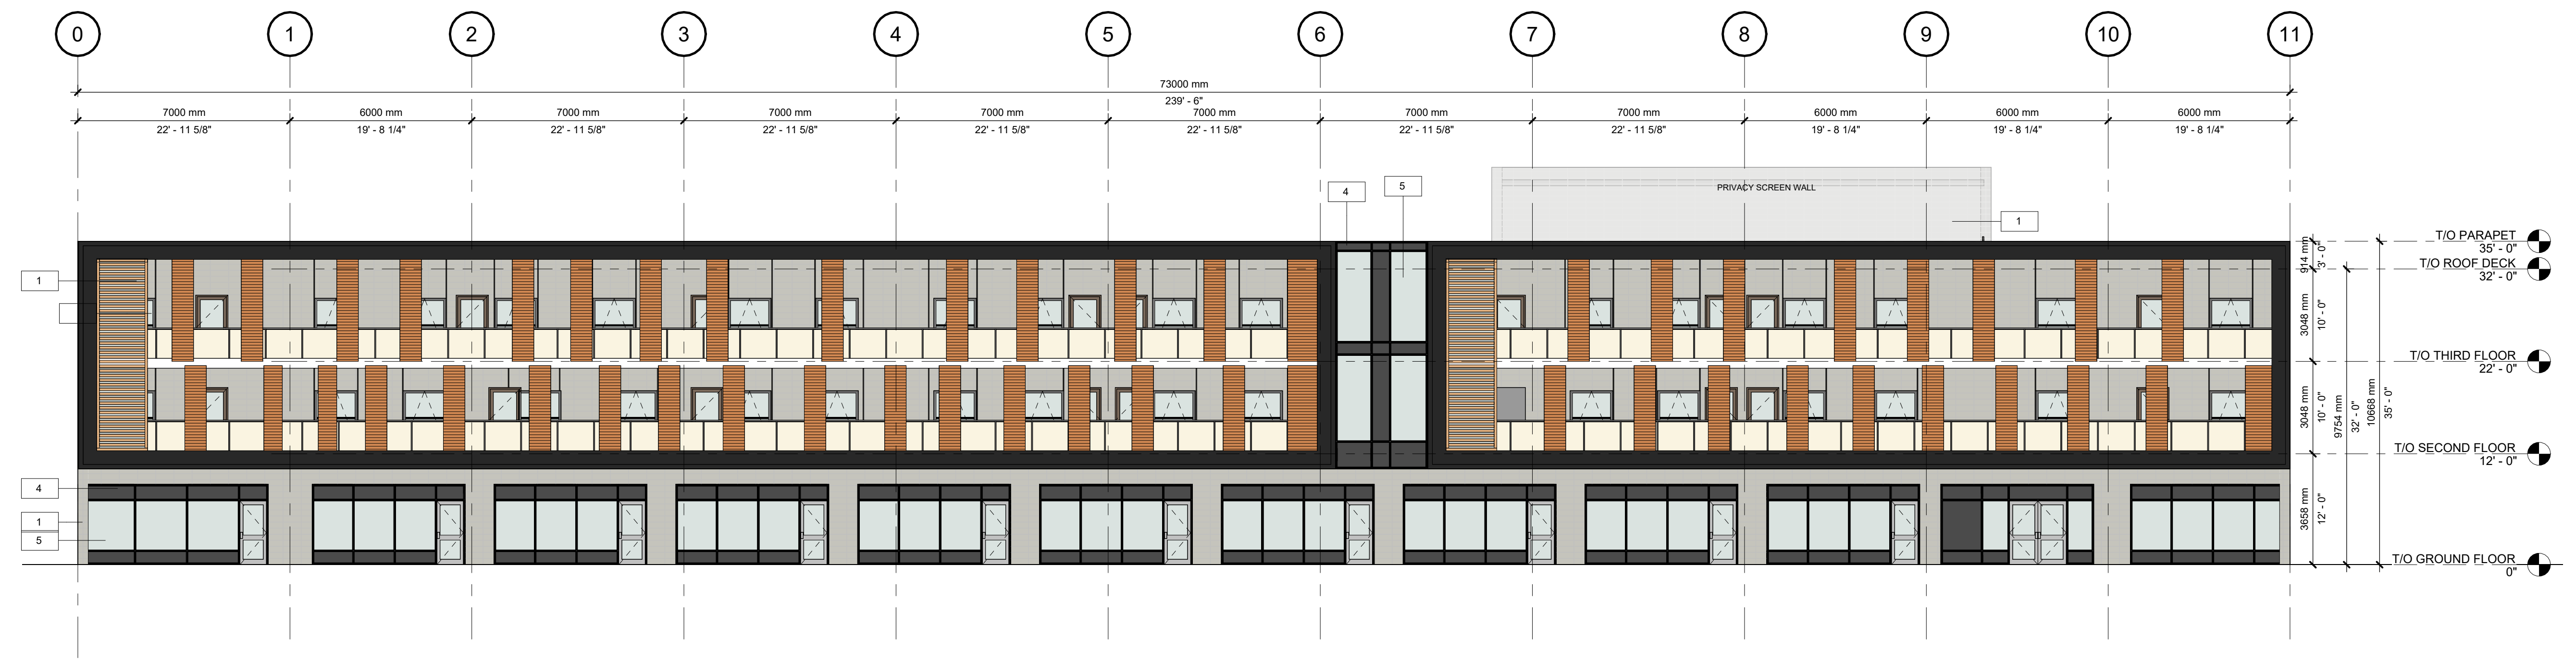 0 1 2 3 4 5 6 7 8 9 10 11
73000 mm
239' - 6"
7000 mm 6000 mm 7000 mm 7000 mm 7000 mm 7000 mm 7000 mm 7000 mm 6000 mm 6000 mm 6000 mm
22' - 11 5/8" 19' - 8 1/4" 22' - 11 5/8" 22' - 11 5/8" 22' - 11 5/8" 22' - 11 5/8" 22' - 11 5/8" 22' - 11 5/8" 19' - 8 1/4" 19' - 8 1/4" 19' - 8 1/4"
4
5
PRIVACY SCREEN WALL
1
1
4
1
5
914 mm
3' - 0"
3048 mm
10' - 0"
3048 mm
10' - 0"
3658 mm
12' - 0"
9754 mm
32' - 0"
10668 mm
35' - 0"
T/O PARAPET
35' - 0"
T/O ROOF DECK
32' - 0"
T/O THIRD FLOOR
22' - 0"
T/O SECOND FLOOR
12' - 0"
T/O GROUND FLOOR
0"